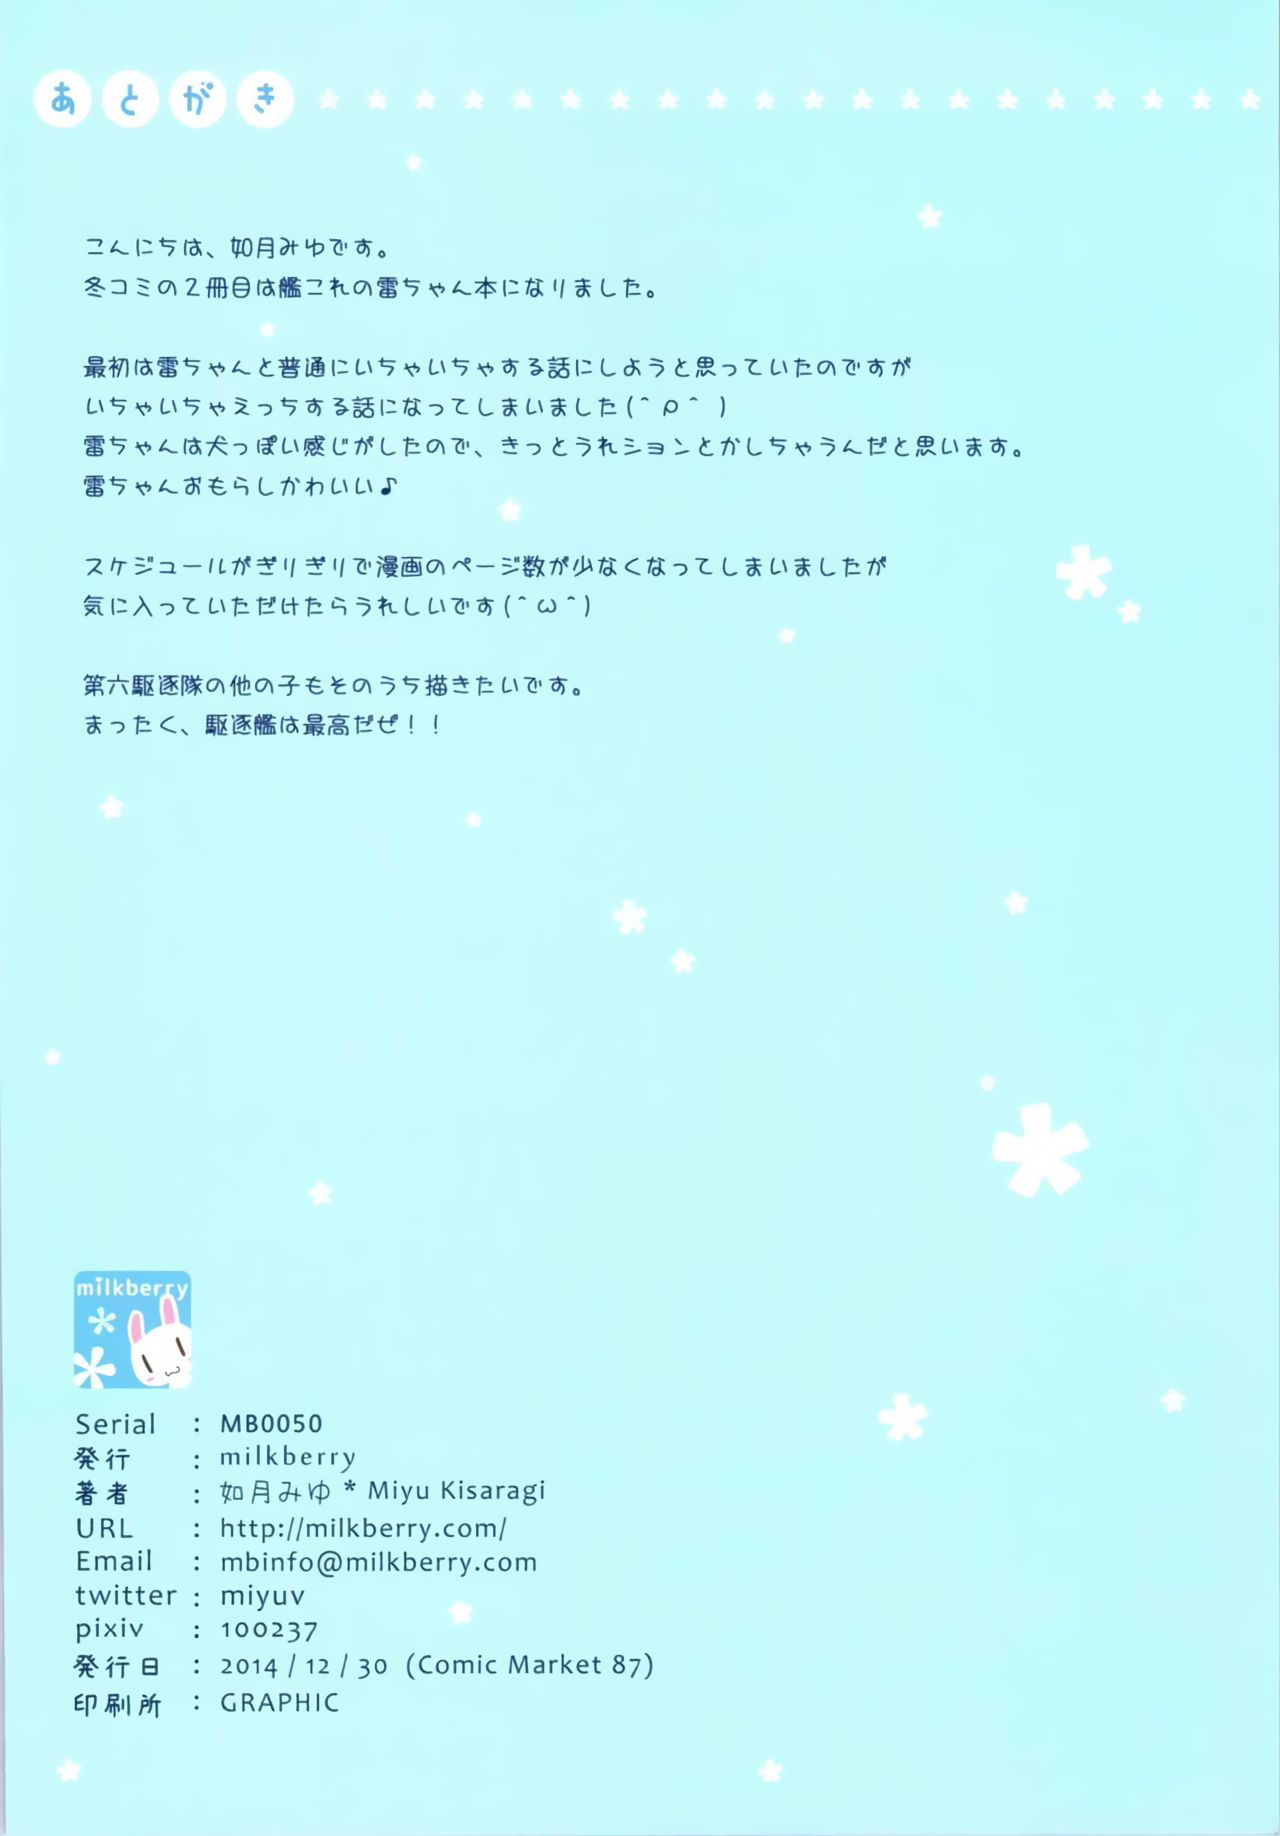 あとがき
こんにちは、如月みゆです。
冬コミの２冊目は艦これの雷ちゃん本になりました。
最初は雷ちゃんと普通にいちゃいちゃする話にしようと思っていたのですが
いちゃいちゃえっちする話になってしまいました(＾ρ＾ )
雷ちゃんは犬っぽい感じがしたので、きっとうれションとかしちゃうんだと思います。
雷ちゃんおもらしかわいい♪
スケジュールがぎりぎりで漫画のページ数が少なくなってしまいましたが
気に入っていただけたらうれしいです(＾ω＾)
第六駆逐隊の他の子もそのうち描きたいです。
まったく、駆逐艦は最高だぜ！！
milkberry
Serial : MB0050
発行 : milkberry
著者 : 如月みゆ * Miyu Kisaragi
URL : http://milkberry.com/
Email : mbinfo@milkberry.com
twitter : miyuv
pixiv : 100237
発行日 : 2014 / 12 / 30 (Comic Market 87)
印刷所 : GRAPHIC